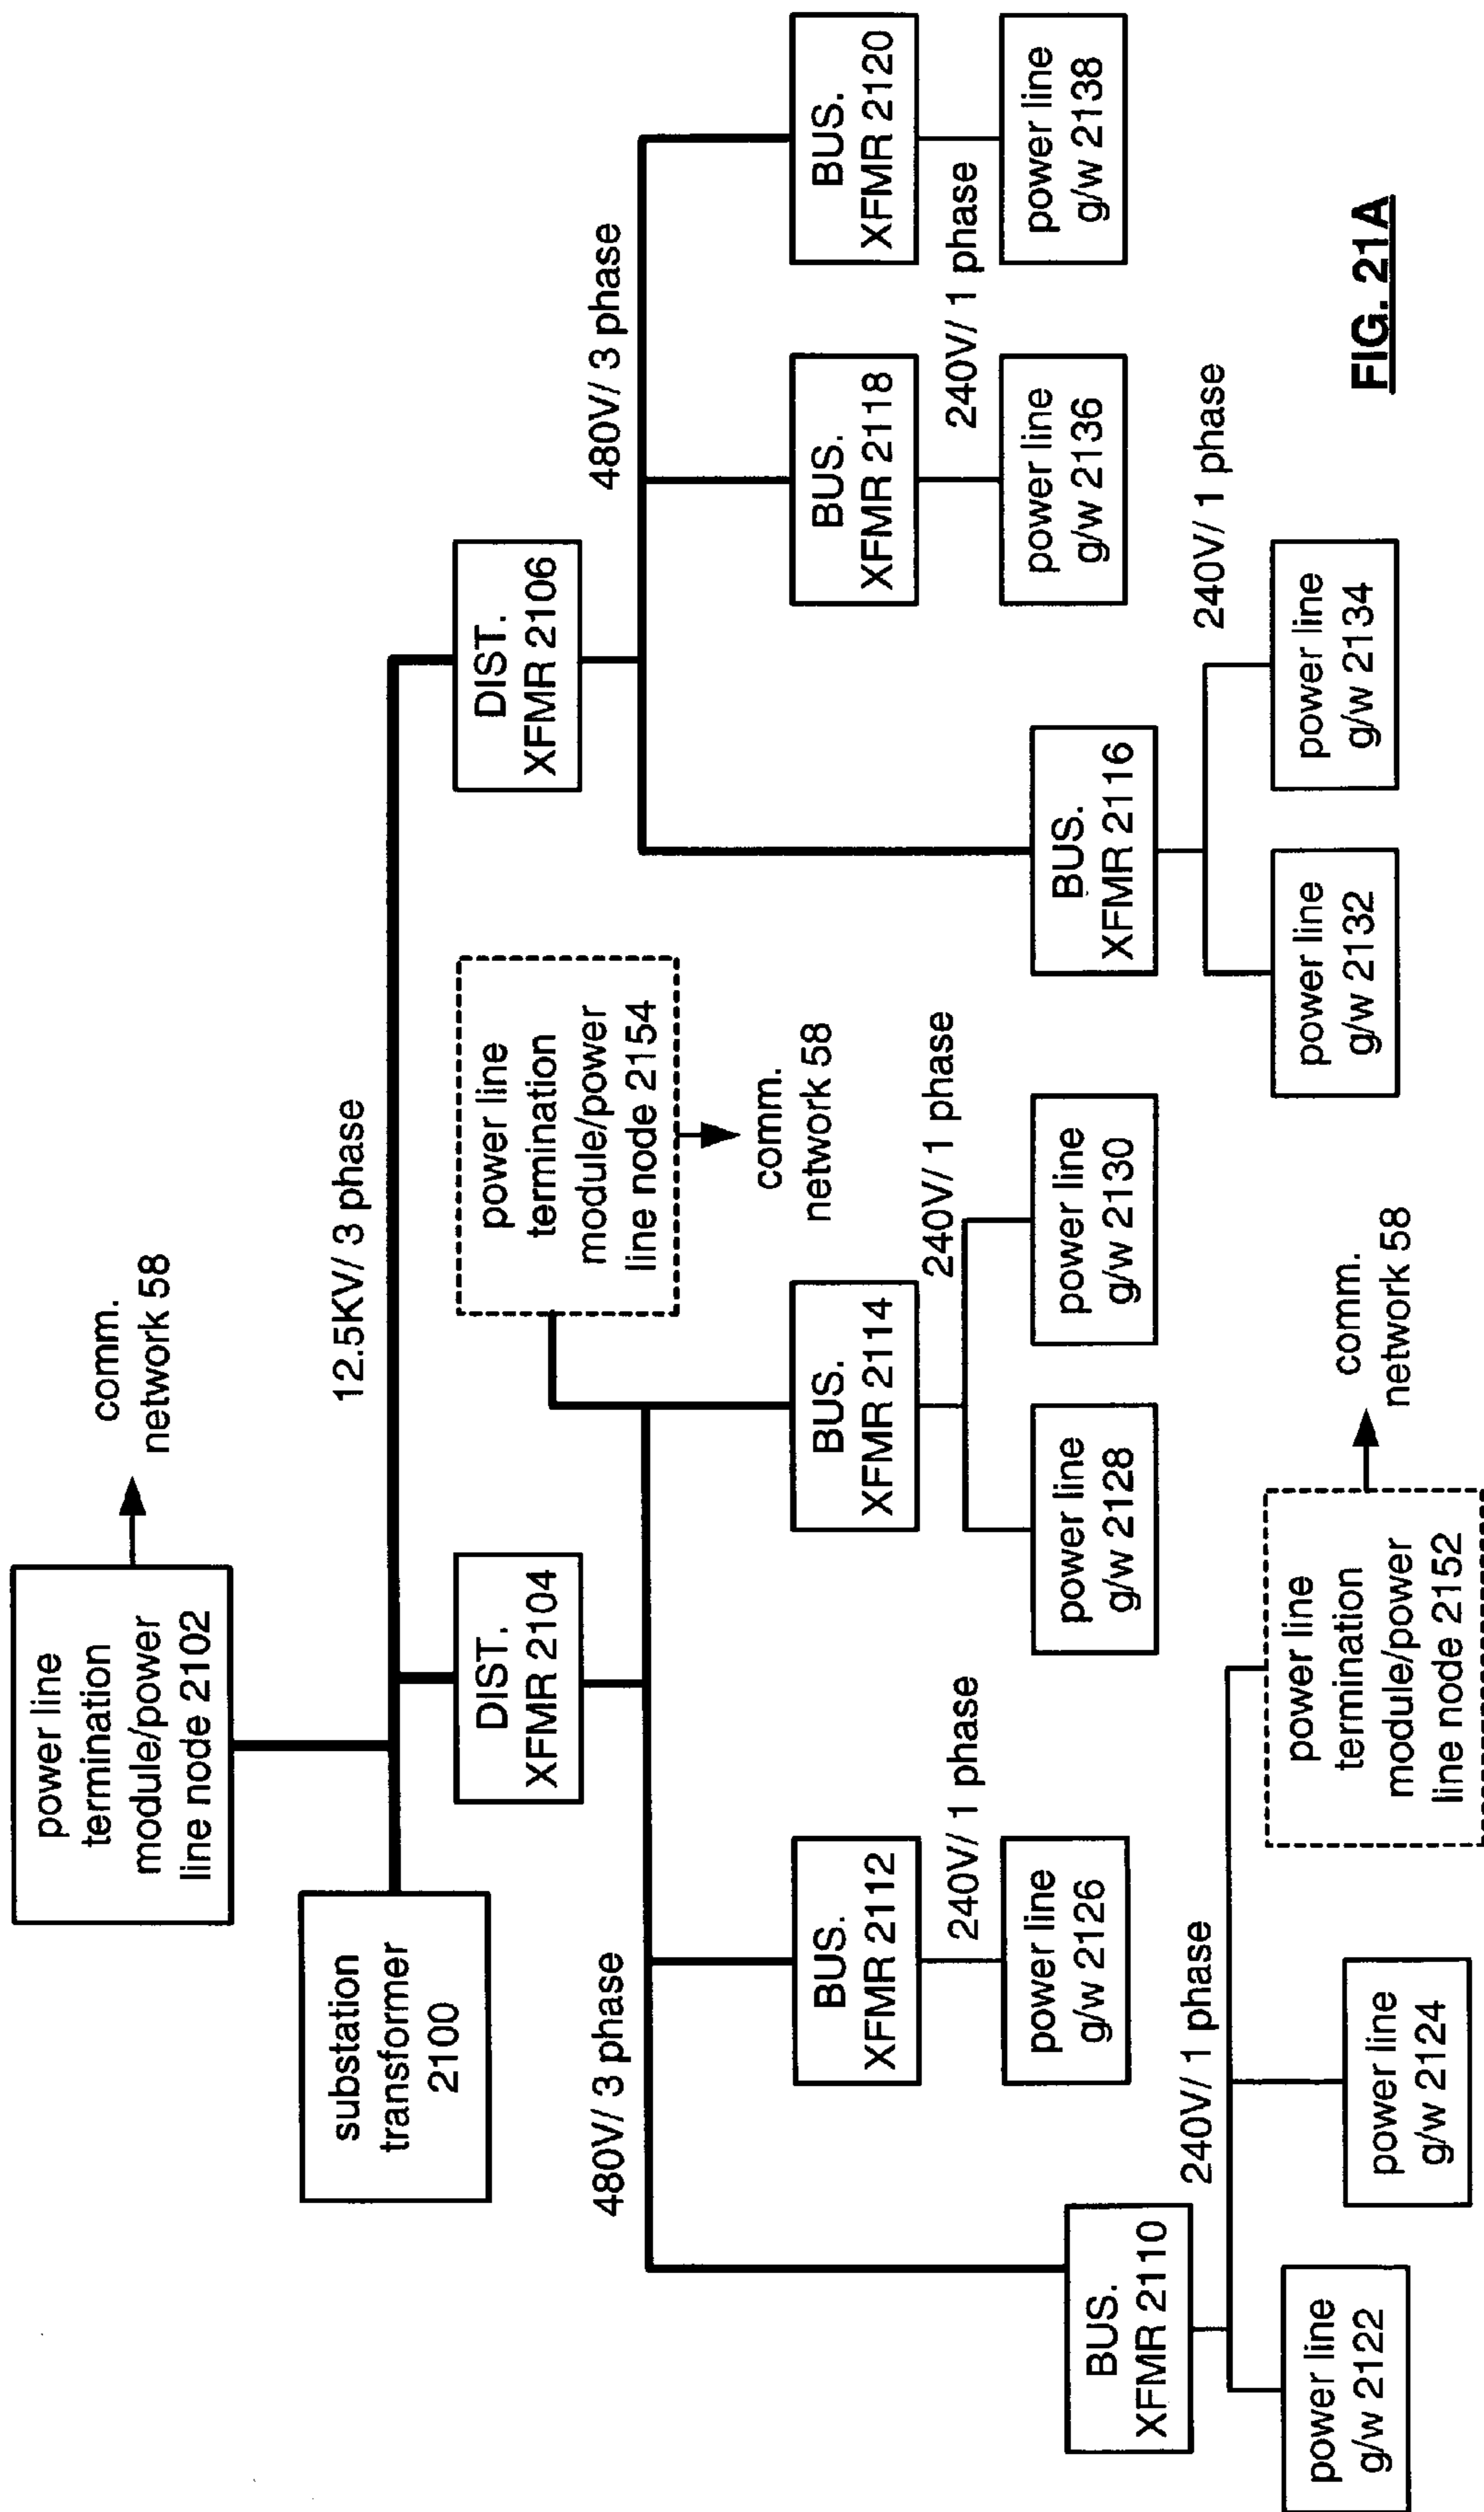 power line
termination
module/power
line node 2102
comm.
network 58
substation
transformer
2100
12.5KV/ 3 phase
DIST.
XFMR 2104
DIST.
XFMR 2106
power line
termination
module/power
line node 2154
comm.
network 58
480V/ 3 phase
480V/ 3 phase
BUS.
XFMR 2112
BUS.
XFMR 2114
BUS.
XFMR 2118
BUS.
XFMR 2120
240V/ 1 phase
240V/ 1 phase
240V/ 1 phase
power line
g/w 2126
power line
g/w 2128
power line
g/w 2130
power line
g/w 2136
power line
g/w 2138
BUS.
XFMR 2110
BUS.
XFMR 2116
240V/ 1 phase
240V/ 1 phase
power line
g/w 2122
power line
g/w 2124
power line
termination
module/power
line node 2152
comm.
network 58
power line
g/w 2132
power line
g/w 2134
FIG. 21A